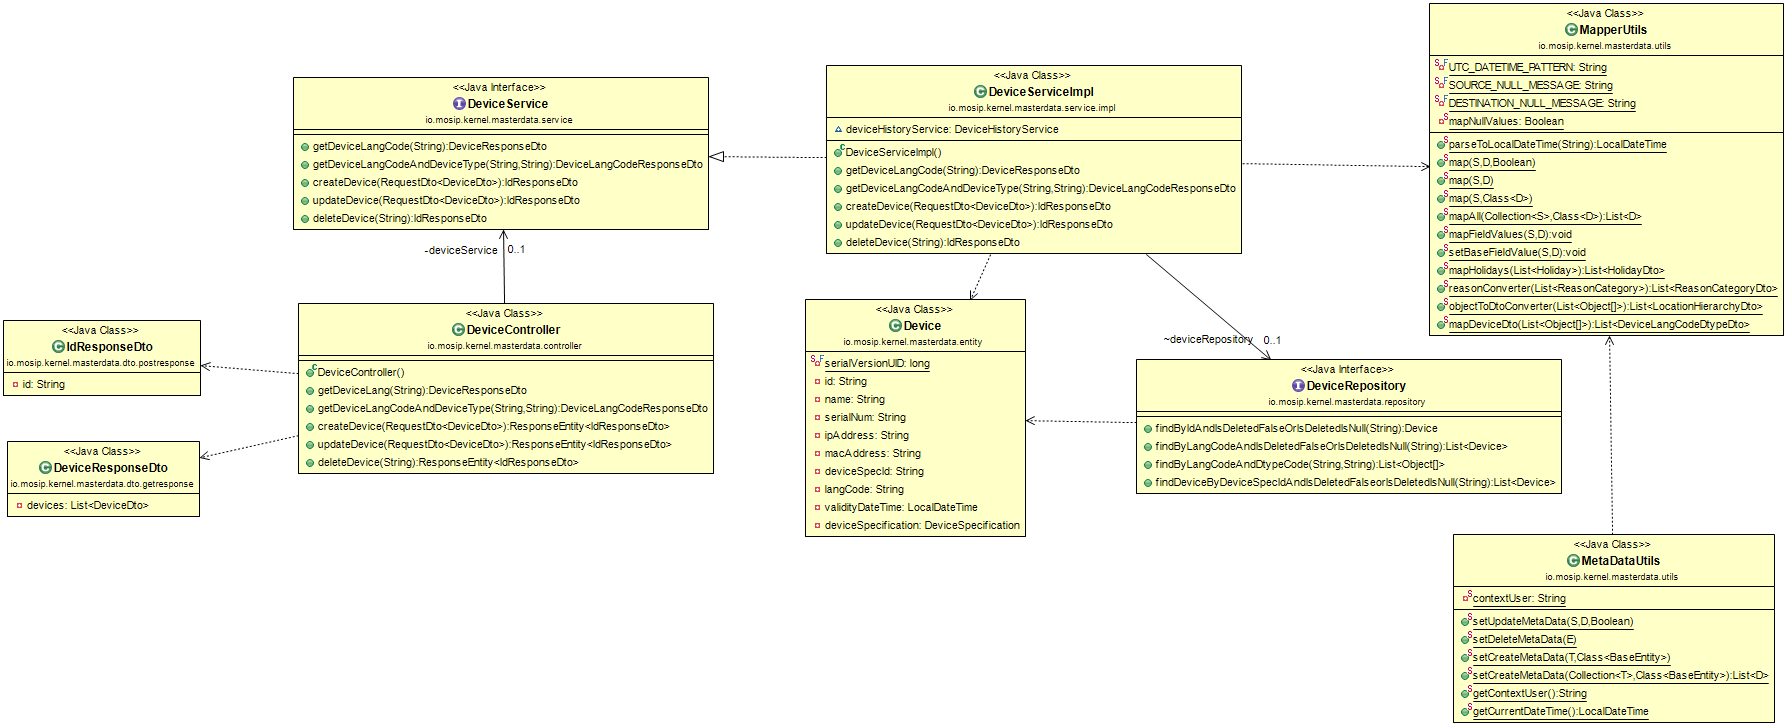 <<Java Interface>>
DeviceService
io.mosip.kernel.masterdata.service
getDeviceLangCode(String):DeviceResponseDto
getDeviceLangCodeAndDeviceType(String,String):DeviceLangCodeResponseDto
createDevice(RequestDto<DeviceDto>):IdResponseDto
updateDevice(RequestDto<DeviceDto>):IdResponseDto
deleteDevice(String):IdResponseDto
-deviceService 0..1
<<Java Class>>
DeviceController
io.mosip.kernel.masterdata.controller
DeviceController()
getDeviceLang(String):DeviceResponseDto
getDeviceLangCodeAndDeviceType(String,String):DeviceLangCodeResponseDto
createDevice(RequestDto<DeviceDto>):ResponseEntity<IdResponseDto>
updateDevice(RequestDto<DeviceDto>):ResponseEntity<IdResponseDto>
deleteDevice(String):ResponseEntity<IdResponseDto>
<<Java Class>>
IdResponseDto
io.mosip.kernel.masterdata.dto.postresponse
id: String
<<Java Class>>
DeviceResponseDto
io.mosip.kernel.masterdata.dto.getresponse
devices: List<DeviceDto>
<<Java Class>>
DeviceServiceImpl
io.mosip.kernel.masterdata.service.impl
deviceHistoryService: DeviceHistoryService
DeviceServiceImpl()
getDeviceLangCode(String):DeviceResponseDto
getDeviceLangCodeAndDeviceType(String,String):DeviceLangCodeResponseDto
createDevice(RequestDto<DeviceDto>):IdResponseDto
updateDevice(RequestDto<DeviceDto>):IdResponseDto
deleteDevice(String):IdResponseDto
<<Java Class>>
Device
io.mosip.kernel.masterdata.entity
serialVersionUID: long
id: String
name: String
serialNum: String
ipAddress: String
macAddress: String
deviceSpecId: String
langCode: String
validityDateTime: LocalDateTime
deviceSpecification: DeviceSpecification
~deviceRepository 0..1
<<Java Interface>>
DeviceRepository
io.mosip.kernel.masterdata.repository
findByIdAndIsDeletedFalseOrIsDeletedIsNull(String):Device
findByLangCodeAndIsDeletedFalseOrIsDeletedIsNull(String):List<Device>
findByLangCodeAndDtypeCode(String,String):List<Object[]>
findDeviceByDeviceSpecIdAndIsDeletedFalseorIsDeletedIsNull(String):List<Device>
<<Java Class>>
MapperUtils
io.mosip.kernel.masterdata.utils
UTC_DATETIME_PATTERN: String
SOURCE_NULL_MESSAGE: String
DESTINATION_NULL_MESSAGE: String
mapNullValues: Boolean
parseToLocalDateTime(String):LocalDateTime
map(S,D,Boolean)
map(S,D)
map(S,Class<D>)
mapAll(Collection<S>,Class<D>):List<D>
mapFieldValues(S,D):void
setBaseFieldValue(S,D):void
mapHolidays(List<Holiday>):List<HolidayDto>
reasonConverter(List<ReasonCategory>):List<ReasonCategoryDto>
objectToDtoConverter(List<Object[]>):List<LocationHierarchyDto>
mapDeviceDto(List<Object[]>):List<DeviceLangCodeDtypeDto>
<<Java Class>>
MetaDataUtils
io.mosip.kernel.masterdata.utils
contextUser: String
setUpdateMetaData(S,D,Boolean)
setDeleteMetaData(E)
setCreateMetaData(T,Class<BaseEntity>)
setCreateMetaData(Collection<T>,Class<BaseEntity>):List<D>
getContextUser():String
getCurrentDateTime():LocalDateTime